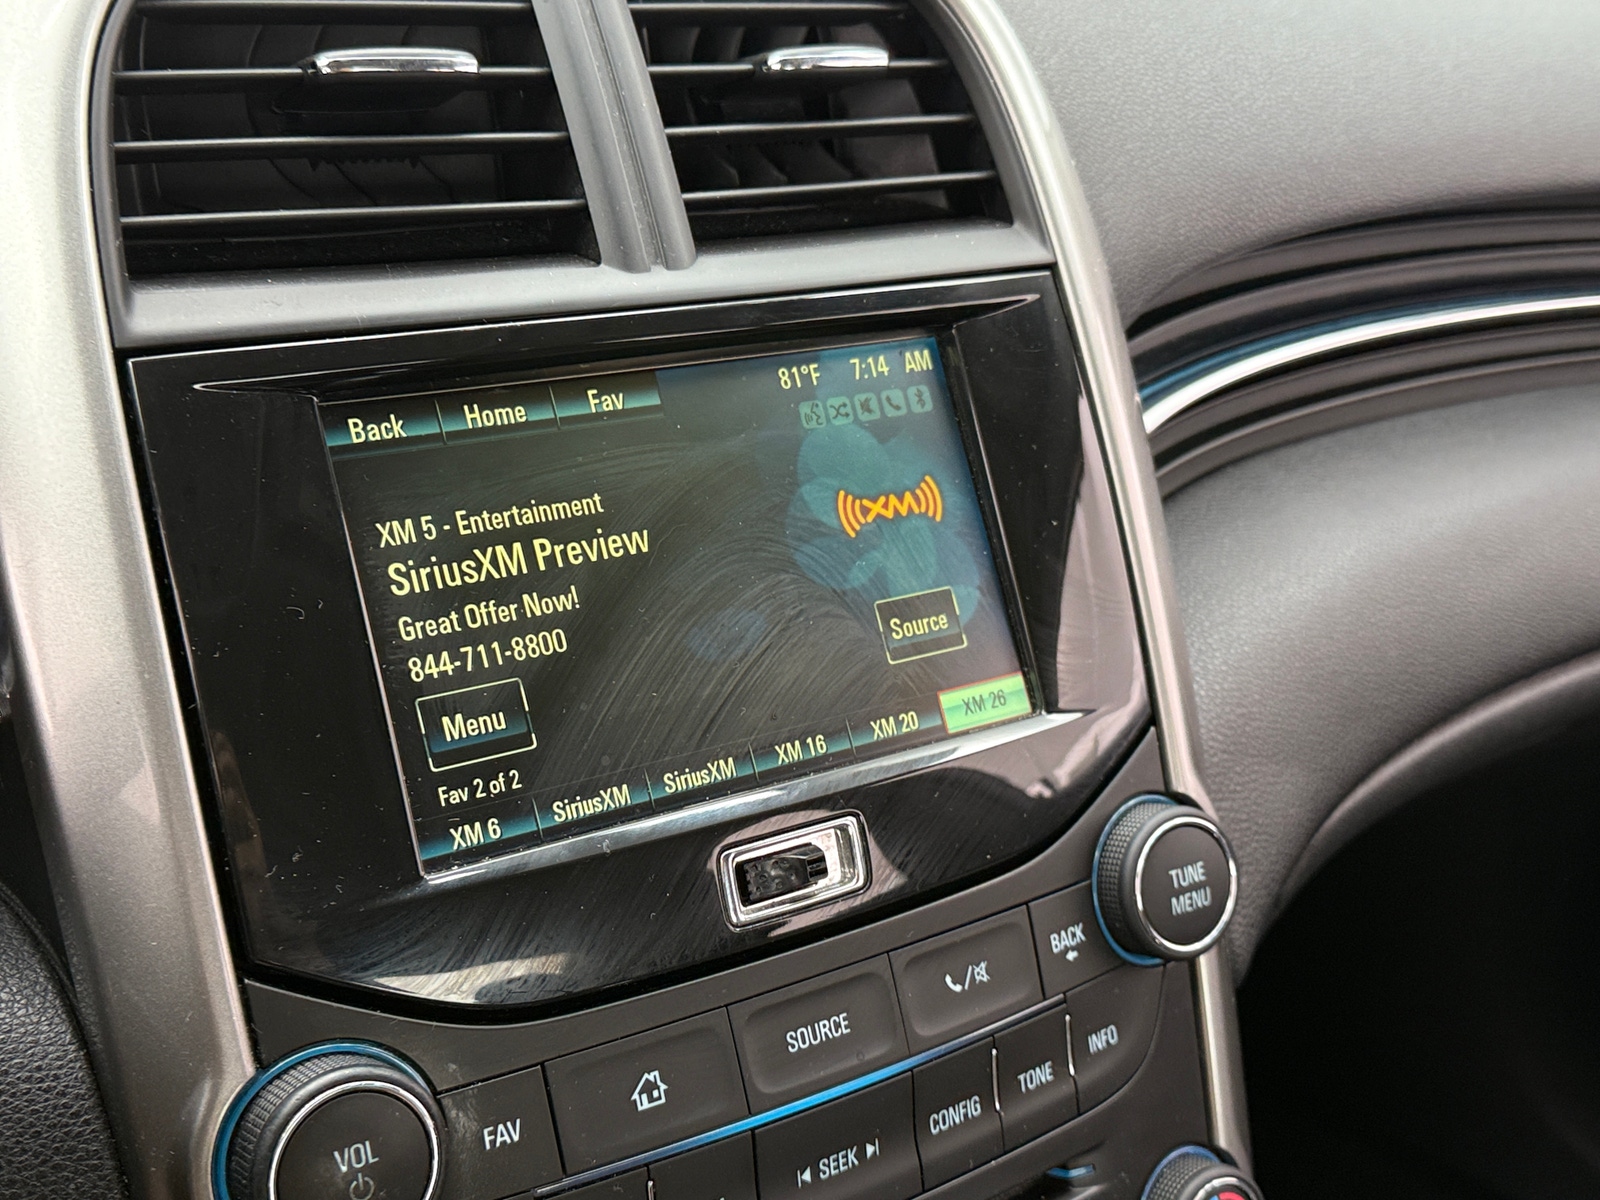 81°F 7:14 AM
Back Home Fav
XM
XM 5 - Entertainment
SiriusXM Preview
Great Offer Now!
844-711-8800
Source
Menu
Fav 2 of 2
XM 6 SiriusXM SiriusXM XM 16 XM 20 XM 26
TUNE
MENU
BACK
SOURCE
INFO
TONE
CONFIG
FAV
SEEK
VOL